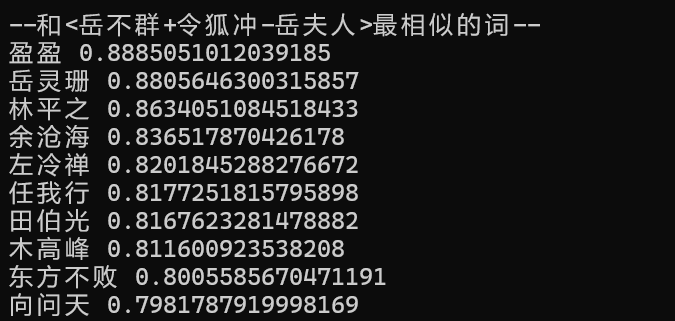 --和<岳不群+令狐冲-岳夫人>最相似的词--
盈盈 0.8885051012039185
岳灵珊 0.8805646300315857
林平之 0.8634051084518433
余沧海 0.836517870426178
左冷禅 0.8201845288276672
任我行 0.8177251815795898
田伯光 0.8167623281478882
木高峰 0.811600923538208
东方不败 0.8005585670471191
向问天 0.7981787919998169